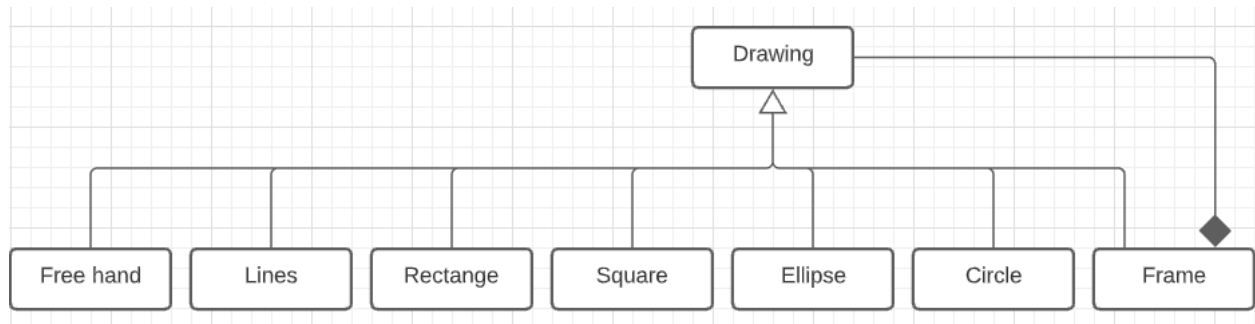 Drawing
Free hand
Lines
Rectange
Square
Ellipse
Circle
Frame